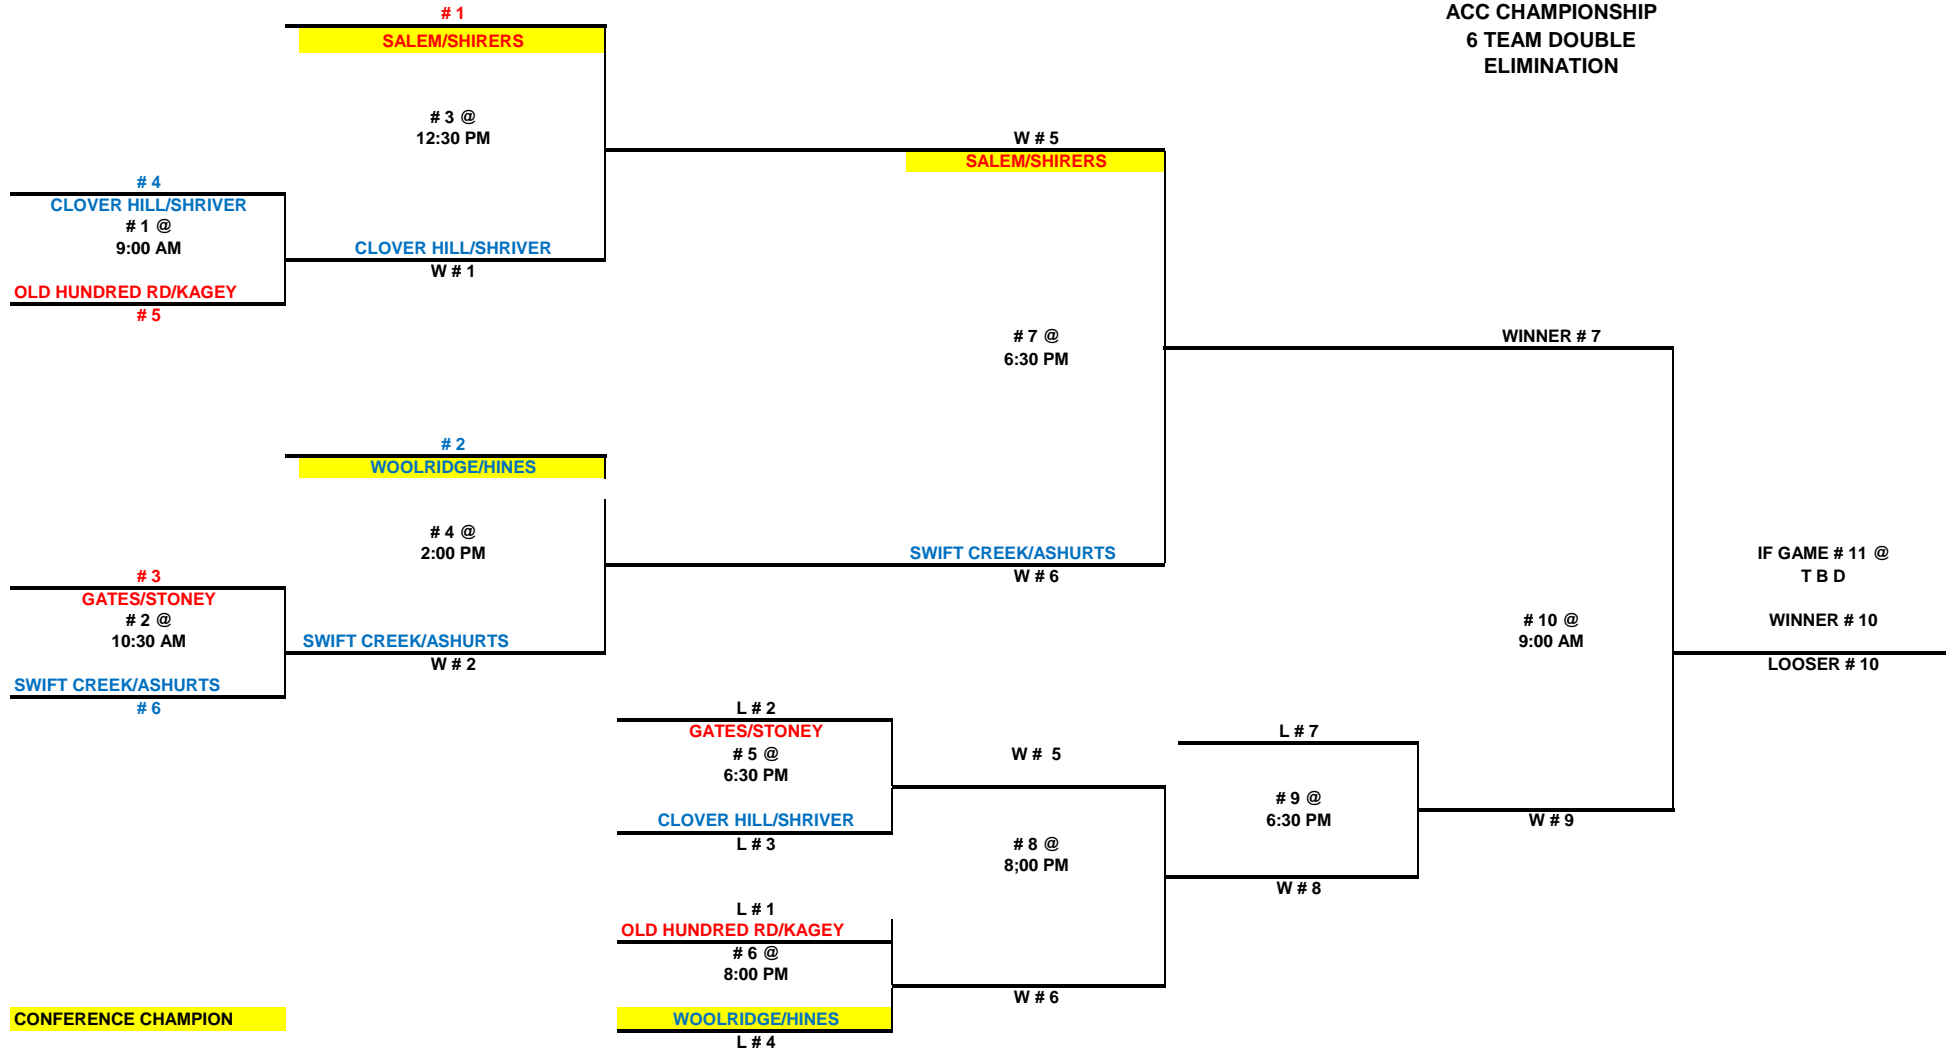 # 1
ACC CHAMPIONSHIP
6 TEAM DOUBLE
ELIMINATION
SALEM/SHIRERS
# 3 @
12:30 PM
W # 5
SALEM/SHIRERS
# 4
CLOVER HILL/SHRIVER
# 1 @
9:00 AM
CLOVER HILL/SHRIVER
W # 1
OLD HUNDRED RD/KAGEY
# 5
# 7 @
6:30 PM
WINNER # 7
# 2
WOOLRIDGE/HINES
# 4 @
2:00 PM
SWIFT CREEK/ASHURTS
W # 6
IF GAME # 11 @
T B D
# 3
GATES/STONEY
# 2 @
10:30 AM
SWIFT CREEK/ASHURTS
W # 2
# 10 @
9:00 AM
WINNER # 10
LOOSER # 10
SWIFT CREEK/ASHURTS
# 6
L # 2
GATES/STONEY
# 5 @
6:30 PM
W #  5
L # 7
CLOVER HILL/SHRIVER
L # 3
# 9 @
6:30 PM
W # 9
# 8 @
8;00 PM
W # 8
L # 1
OLD HUNDRED RD/KAGEY
# 6 @
8:00 PM
W # 6
CONFERENCE CHAMPION
WOOLRIDGE/HINES
L # 4